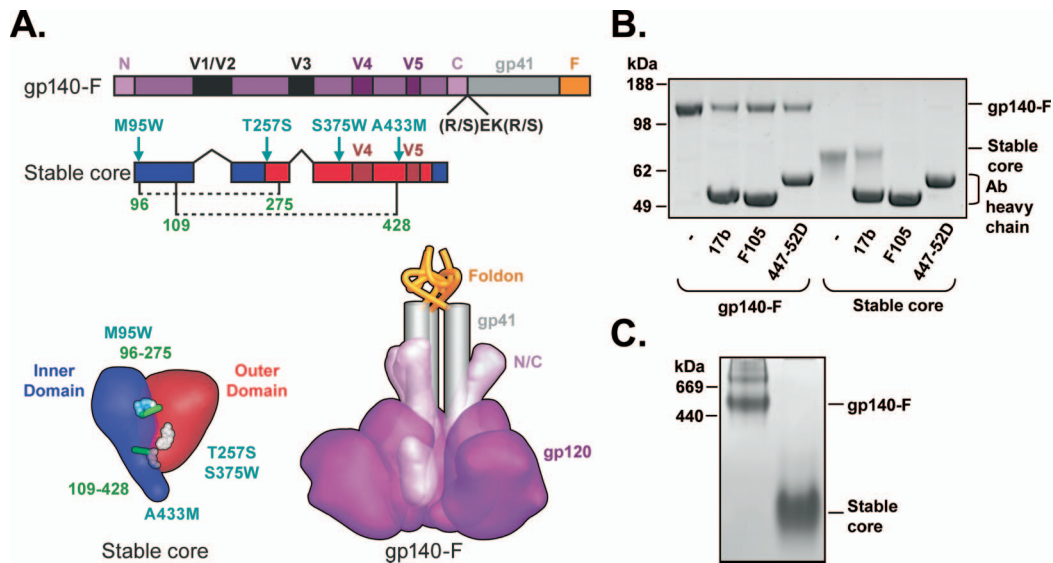 A.
N V1/V2 V3 V4 V5 C gp41 F
gp140-F
(R/S)EK(R/S)
M95W T257S S375W A433M
V4 V5
Stable core
96 275
109 428
Foldon
gp41
N/C
gp120
gp140-F
M95W
96-275
Inner
Domain
Outer
Domain
T257S
S375W
109-428
A433M
Stable core
B.
kDa
188
98
62
49
gp140-F
Stable
core
Ab
heavy
chain
- 17b F105 447-52D - 17b F105 447-52D
gp140-F Stable core
C.
kDa
669
440
gp140-F
Stable
core